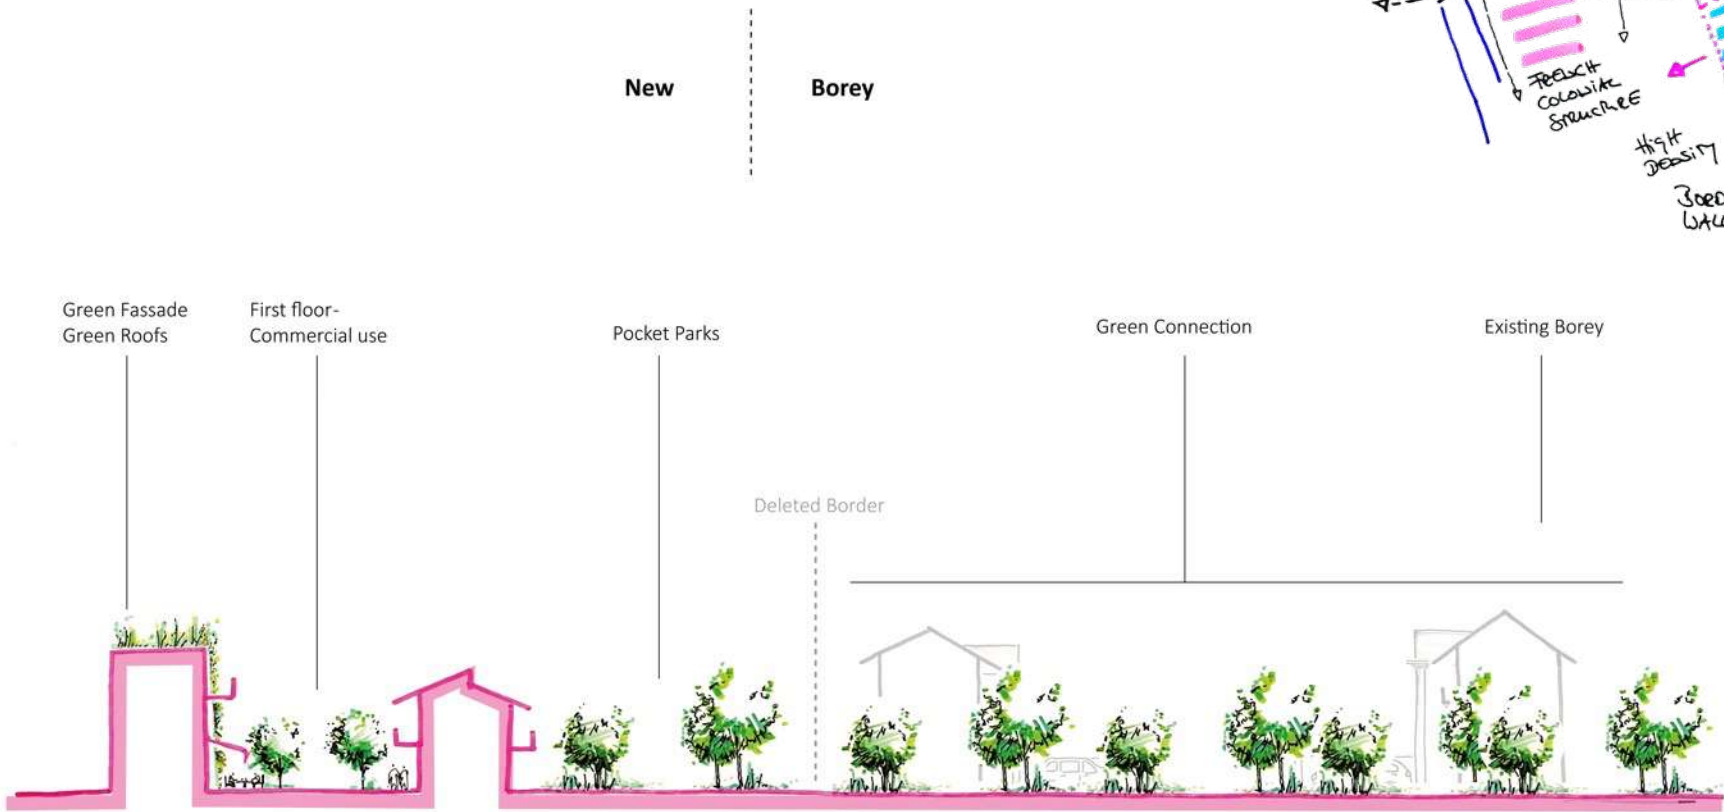 New
Borey
FRENCH
COLONIAL
STRUCTURE
HIGH
DENSITY
Green Fassade
Green Roofs
First floor-
Commercial use
Pocket Parks
Green Connection
Existing Borey
Deleted Border